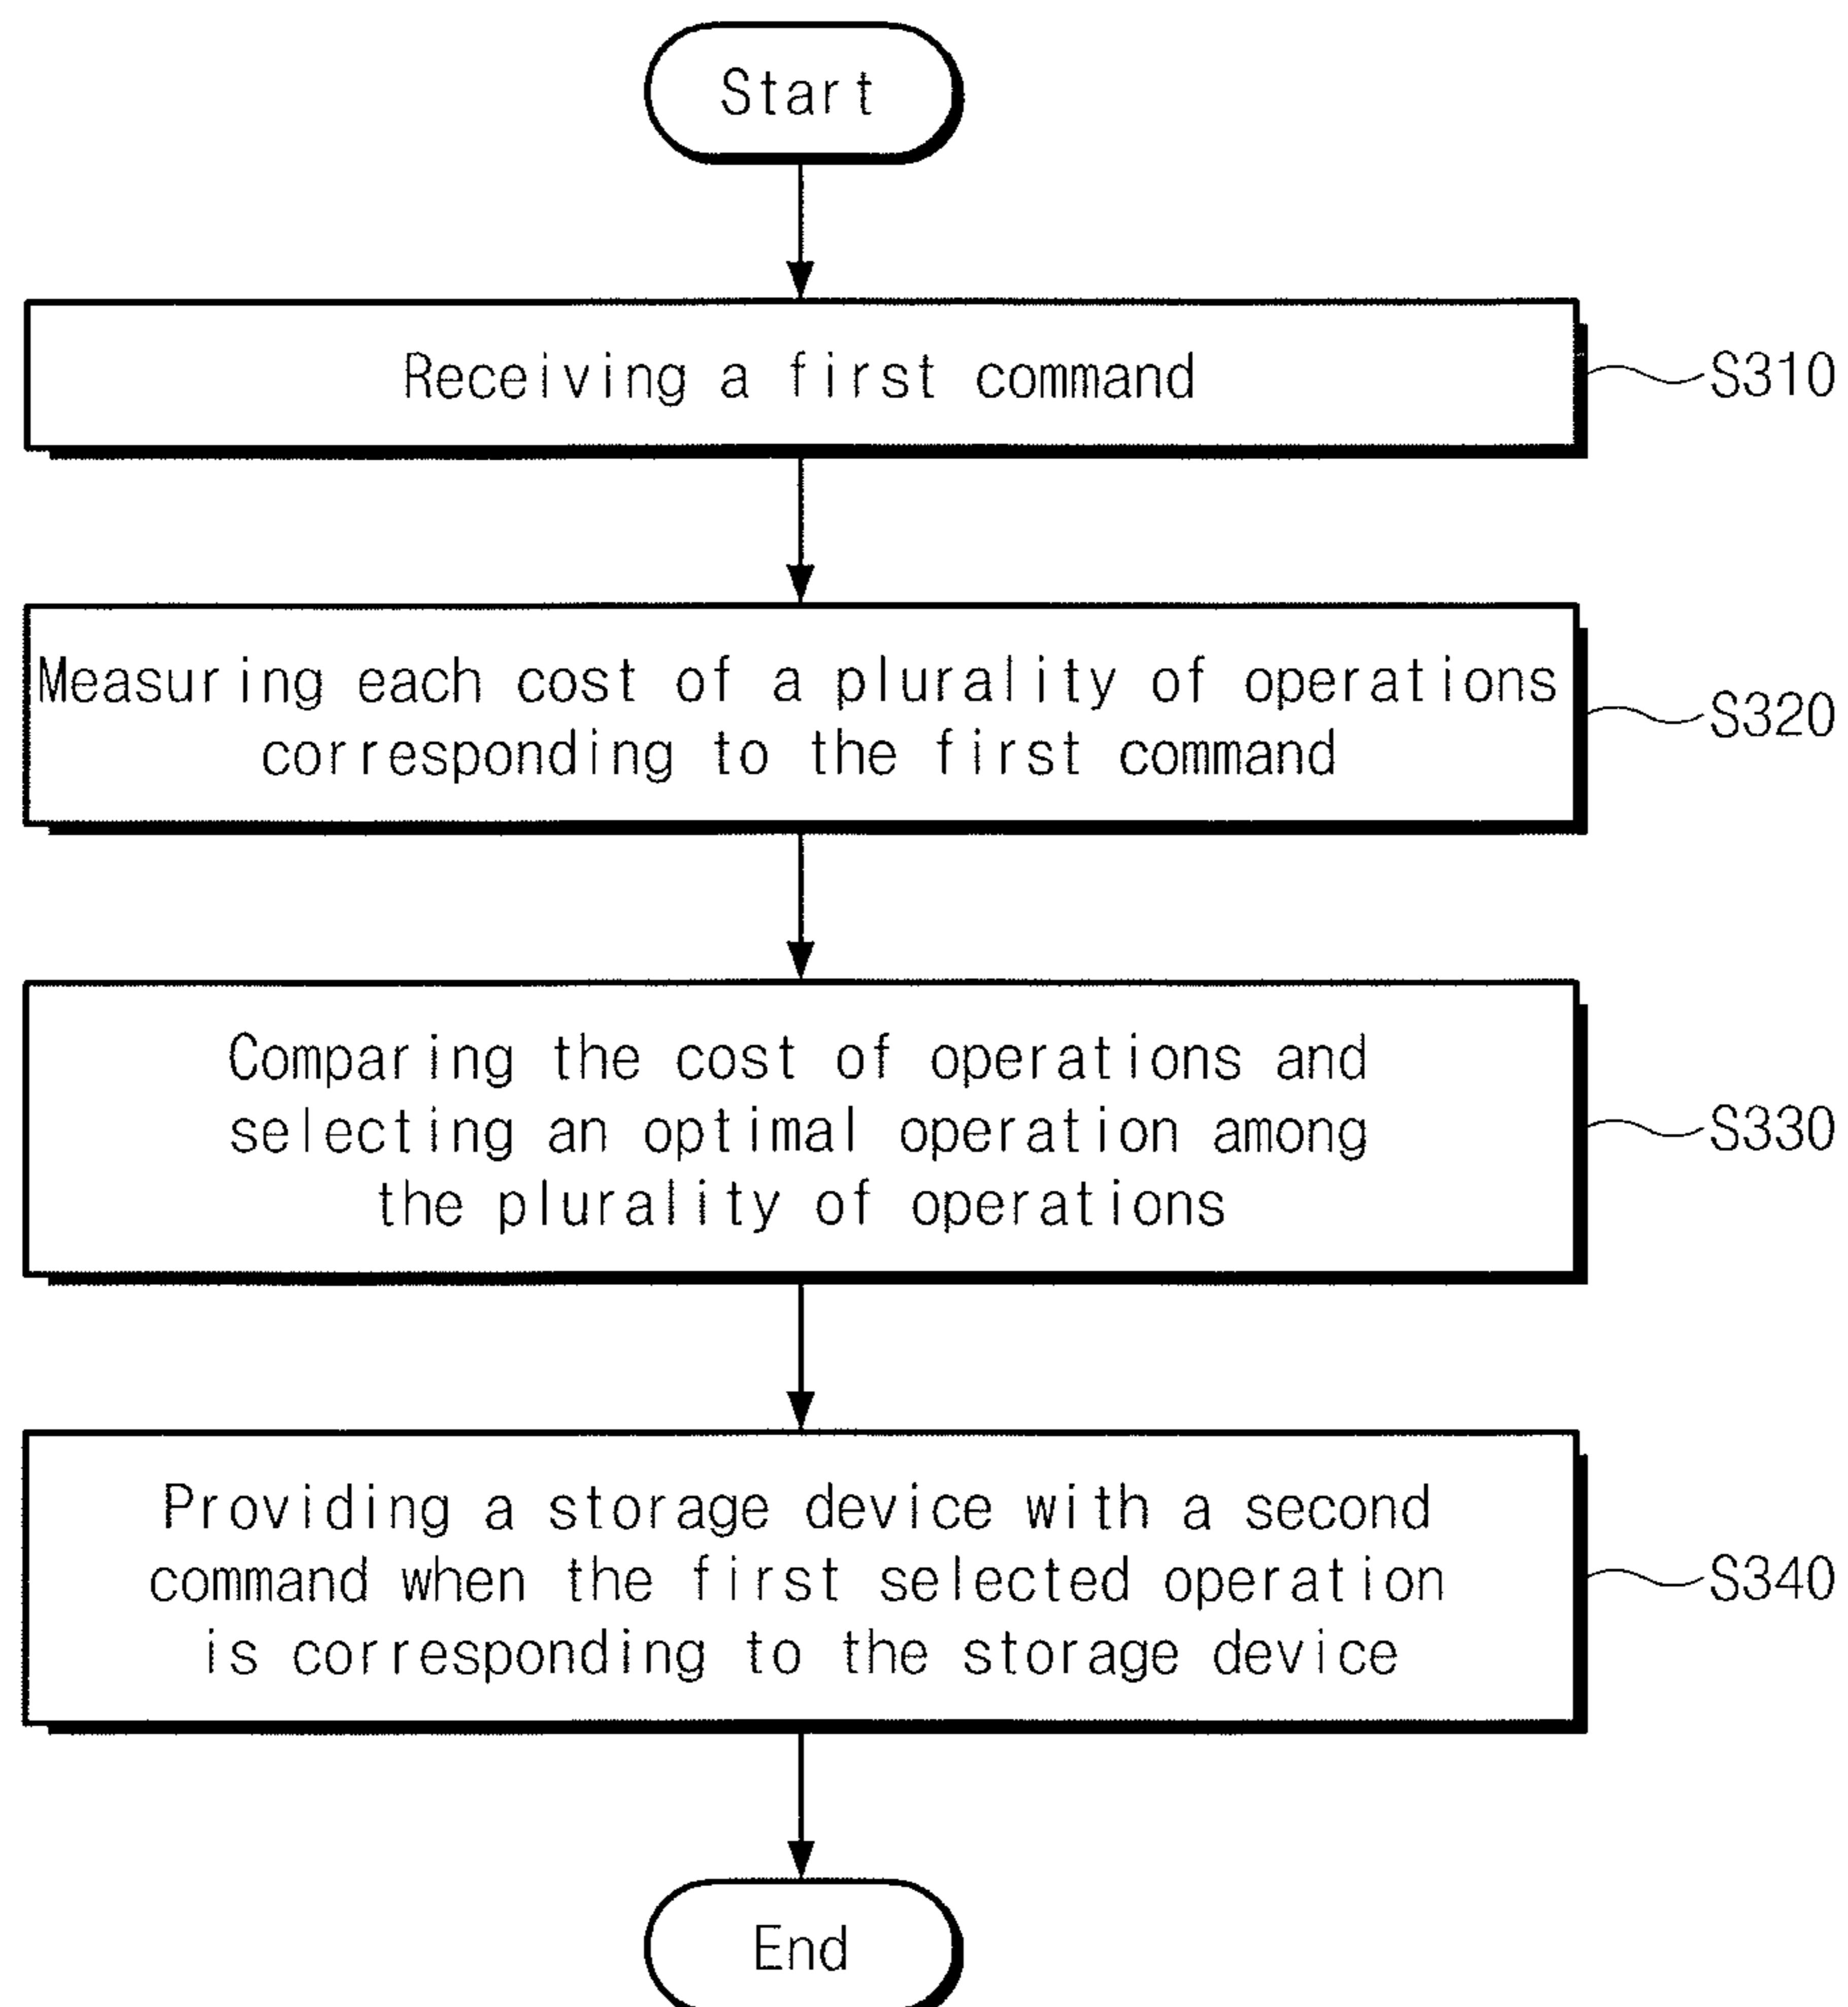 Start
Receiving a first command
S310
Measuring each cost of a plurality of operations
corresponding to the first command
S320
Comparing the cost of operations and
selecting an optimal operation among
the plurality of operations
S330
Providing a storage device with a second
command when the first selected operation
is corresponding to the storage device
S340
End